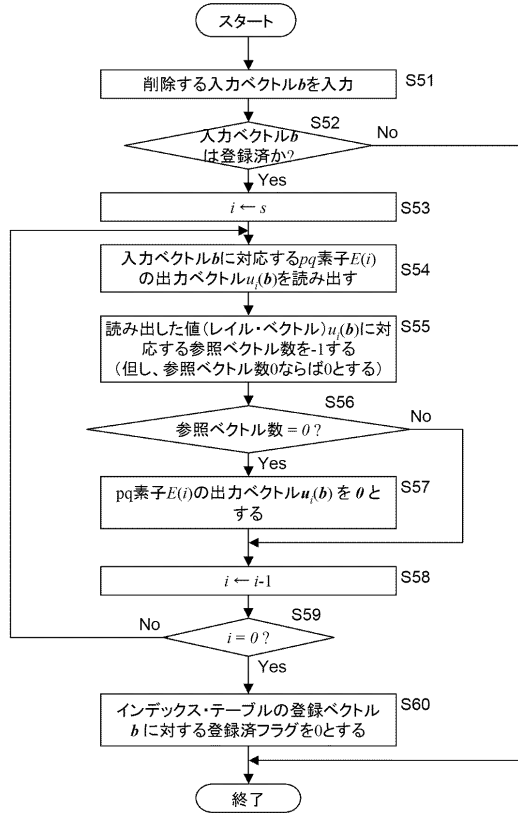 スタート
削除する入力ベクトルbを入力
S51
S52
入力ベクトルb
は登録済か?
No
Yes
i ← s
S53
入力ベクトルbに対応するpq素子E(i)
の出力ベクトルui(b)を読み出す
S54
読み出した値(レイル・ベクトル)ui(b)に対
応する参照ベクトル数を-1する
(但し、参照ベクトル数0ならば0とする)
S55
S56
参照ベクトル数 = 0 ?
No
Yes
pq素子E(i)の出力ベクトルui(b) を 0 と
する
S57
i ← i-1
S58
S59
i = 0 ?
No
Yes
インデックス・テーブルの登録ベクトル
b に対する登録済フラグを0とする
S60
終了